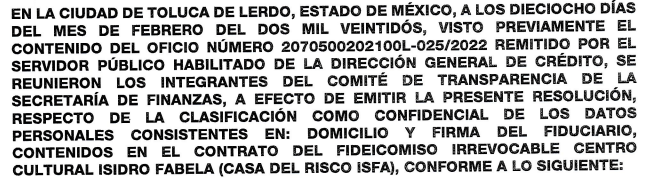 EN LA CIUDAD DE TOLUCA DE LERDO, ESTADO DE MÉXICO, A LOS DIECIOCHO DÍAS
DEL MES DE FEBRERO DEL DOS MIL VEINTIDÓS, VISTO PREVIAMENTE EL
CONTENIDO DEL OFICIO NÚMERO 20705002021​00L-025/2022 REMITIDO POR EL
SERVIDOR PÚBLICO HABILITADO DE LA DIRECCIÓN GENERAL DE CRÉDITO, SE
REUNIERON LOS INTEGRANTES DEL COMITÉ DE TRANSPARENCIA DE LA
SECRETARÍA DE FINANZAS, A EFECTO DE EMITIR LA PRESENTE RESOLUCIÓN,
RESPECTO DE LA CLASIFICACIÓN COMO CONFIDENCIAL DE LOS DATOS
PERSONALES CONSISTENTES EN: DOMICILIO Y FIRMA DEL FIDUCIARIO,
CONTENIDOS EN EL CONTRATO DEL FIDEICOMISO IRREVOCABLE CENTRO
CULTURAL ISIDRO FABELA (CASA DEL RISCO ISFA), CONFORME A LO SIGUIENTE: